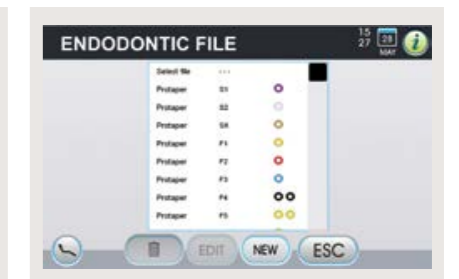 ENDODONTIC FILE
15
27
28
MAY
i
Select file ---
Protaper S1
Protaper S2
Protaper SX
Protaper F1
Protaper F2
Protaper F3
Protaper F4
Protaper F5
EDIT
NEW
ESC